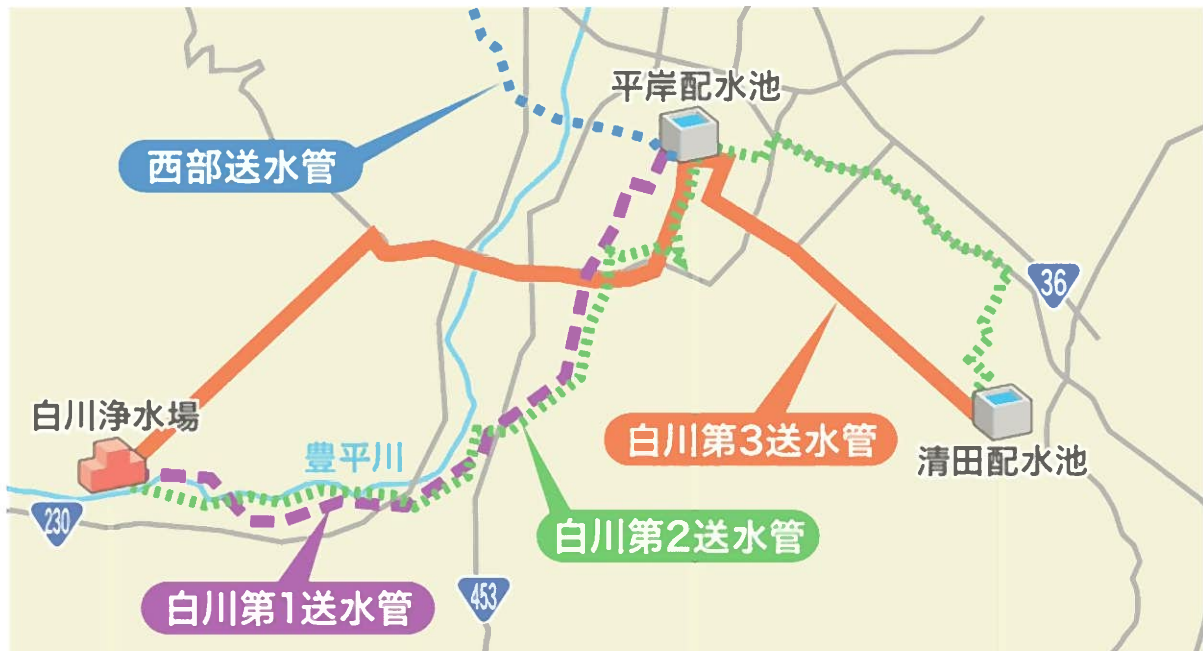 平岸配水池
西部送水管
36
白川浄水場
豊平川
白川第3送水管
清田配水池
230
白川第2送水管
白川第1送水管
453